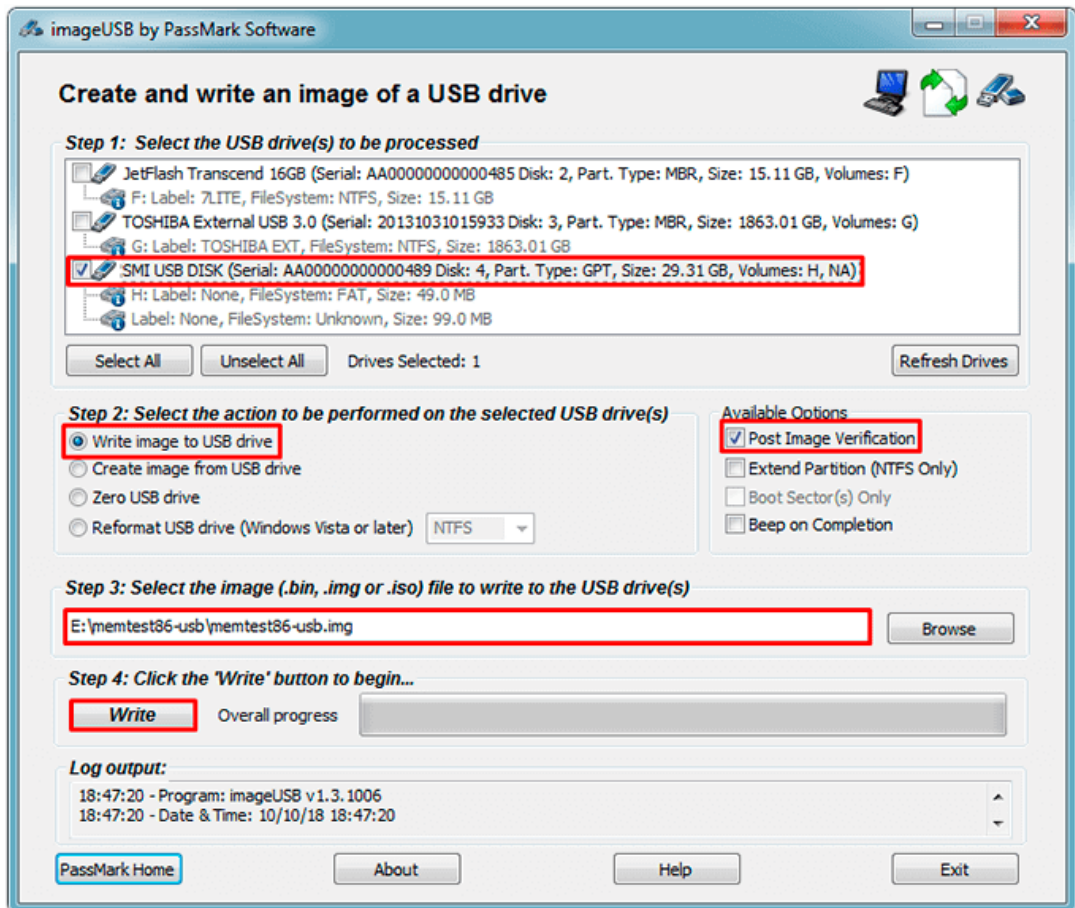 imageUSB by PassMark Software
Create and write an image of a USB drive
Step 1: Select the USB drive(s) to be processed
JetFlash Transcend 16GB (Serial: AA00000000000485 Disk: 2, Part. Type: MBR, Size: 15.11 GB, Volumes: F)
F: Label: 7LITE, FileSystem: NTFS, Size: 15.11 GB
TOSHIBA External USB 3.0 (Serial: 20131031015933 Disk: 3, Part. Type: MBR, Size: 1863.01 GB, Volumes: G)
G: Label: TOSHIBA EXT, FileSystem: NTFS, Size: 1863.01 GB
SMI USB DISK (Serial: AA00000000000489 Disk: 4, Part. Type: GPT, Size: 29.31 GB, Volumes: H, NA)
H: Label: None, FileSystem: FAT, Size: 49.0 MB
Label: None, FileSystem: Unknown, Size: 99.0 MB
Select All Unselect All Drives Selected: 1 Refresh Drives
Step 2: Select the action to be performed on the selected USB drive(s)
Write image to USB drive
Create image from USB drive
Zero USB drive
Reformat USB drive (Windows Vista or later) NTFS
Available Options
Post Image Verification
Extend Partition (NTFS Only)
Boot Sector(s) Only
Beep on Completion
Step 3: Select the image (.bin, .img or .iso) file to write to the USB drive(s)
E:\memtest86-usb\memtest86-usb.img Browse
Step 4: Click the 'Write' button to begin...
Write Overall progress
Log output:
18:47:20 - Program: imageUSB v1.3.1006
18:47:20 - Date & Time: 10/10/18 18:47:20
PassMark Home About Help Exit